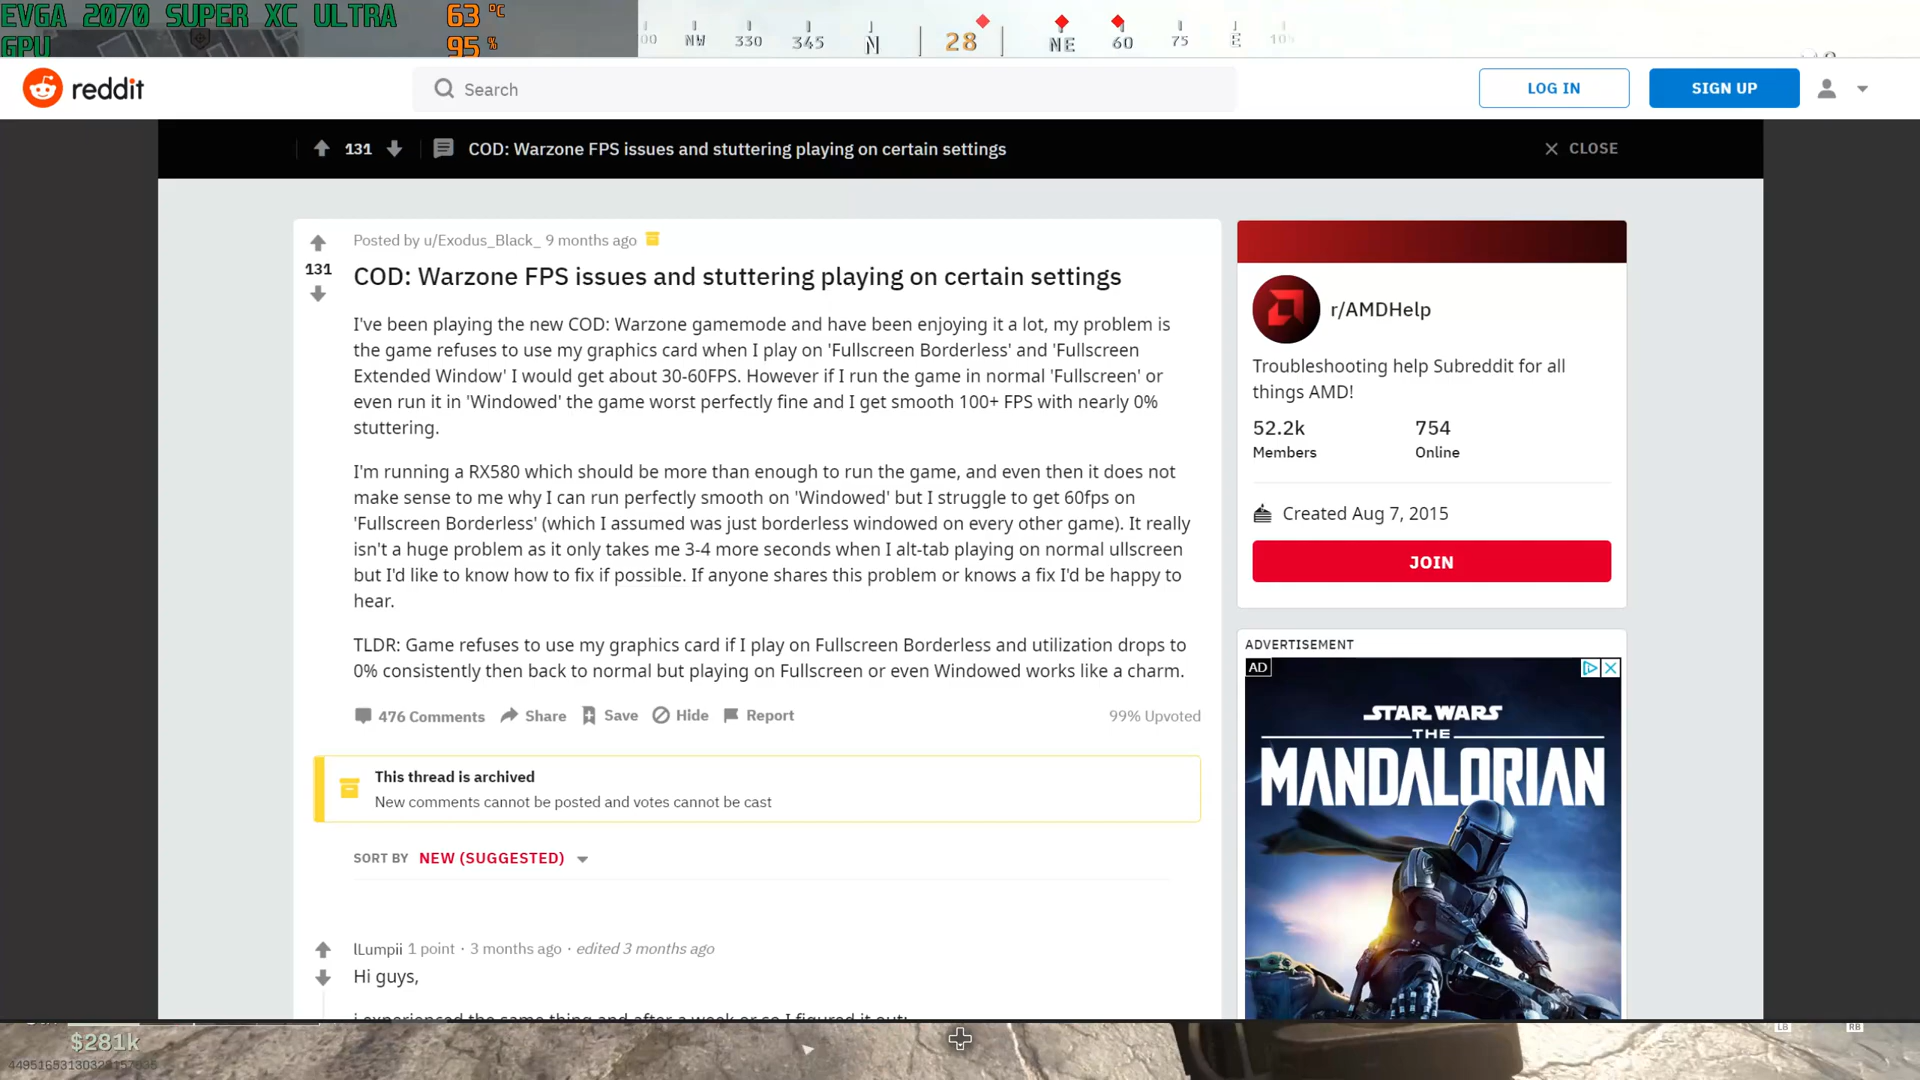 EVGA 2070 SUPER XC ULTRA 63 °C
GPU 95 %
NW 330 345 N 28 NE 60 75 E
reddit
Search
LOG IN
SIGN UP
131
COD: Warzone FPS issues and stuttering playing on certain settings
CLOSE
Posted by u/Exodus_Black_ 9 months ago
131
COD: Warzone FPS issues and stuttering playing on certain settings
I've been playing the new COD: Warzone gamemode and have been enjoying it a lot, my problem is
the game refuses to use my graphics card when I play on 'Fullscreen Borderless' and 'Fullscreen
Extended Window' I would get about 30-60FPS. However if I run the game in normal 'Fullscreen' or
even run it in 'Windowed' the game worst perfectly fine and I get smooth 100+ FPS with nearly 0%
stuttering.
I'm running a RX580 which should be more than enough to run the game, and even then it does not
make sense to me why I can run perfectly smooth on 'Windowed' but I struggle to get 60fps on
'Fullscreen Borderless' (which I assumed was just borderless windowed on every other game). It really
isn't a huge problem as it only takes me 3-4 more seconds when I alt-tab playing on normal ullscreen
but I'd like to know how to fix if possible. If anyone shares this problem or knows a fix I'd be happy to
hear.
TLDR: Game refuses to use my graphics card if I play on Fullscreen Borderless and utilization drops to
0% consistently then back to normal but playing on Fullscreen or even Windowed works like a charm.
476 Comments Share Save Hide Report 99% Upvoted
This thread is archived
New comments cannot be posted and votes cannot be cast
SORT BY NEW (SUGGESTED)
lLumpii 1 point · 3 months ago · edited 3 months ago
Hi guys,
i experienced the same thing and after a week or so I figured it out:
r/AMDHelp
Troubleshooting help Subreddit for all
things AMD!
52.2k 754
Members Online
Created Aug 7, 2015
JOIN
ADVERTISEMENT
AD
STAR WARS
THE
MANDALORIAN
LB RB
$281k